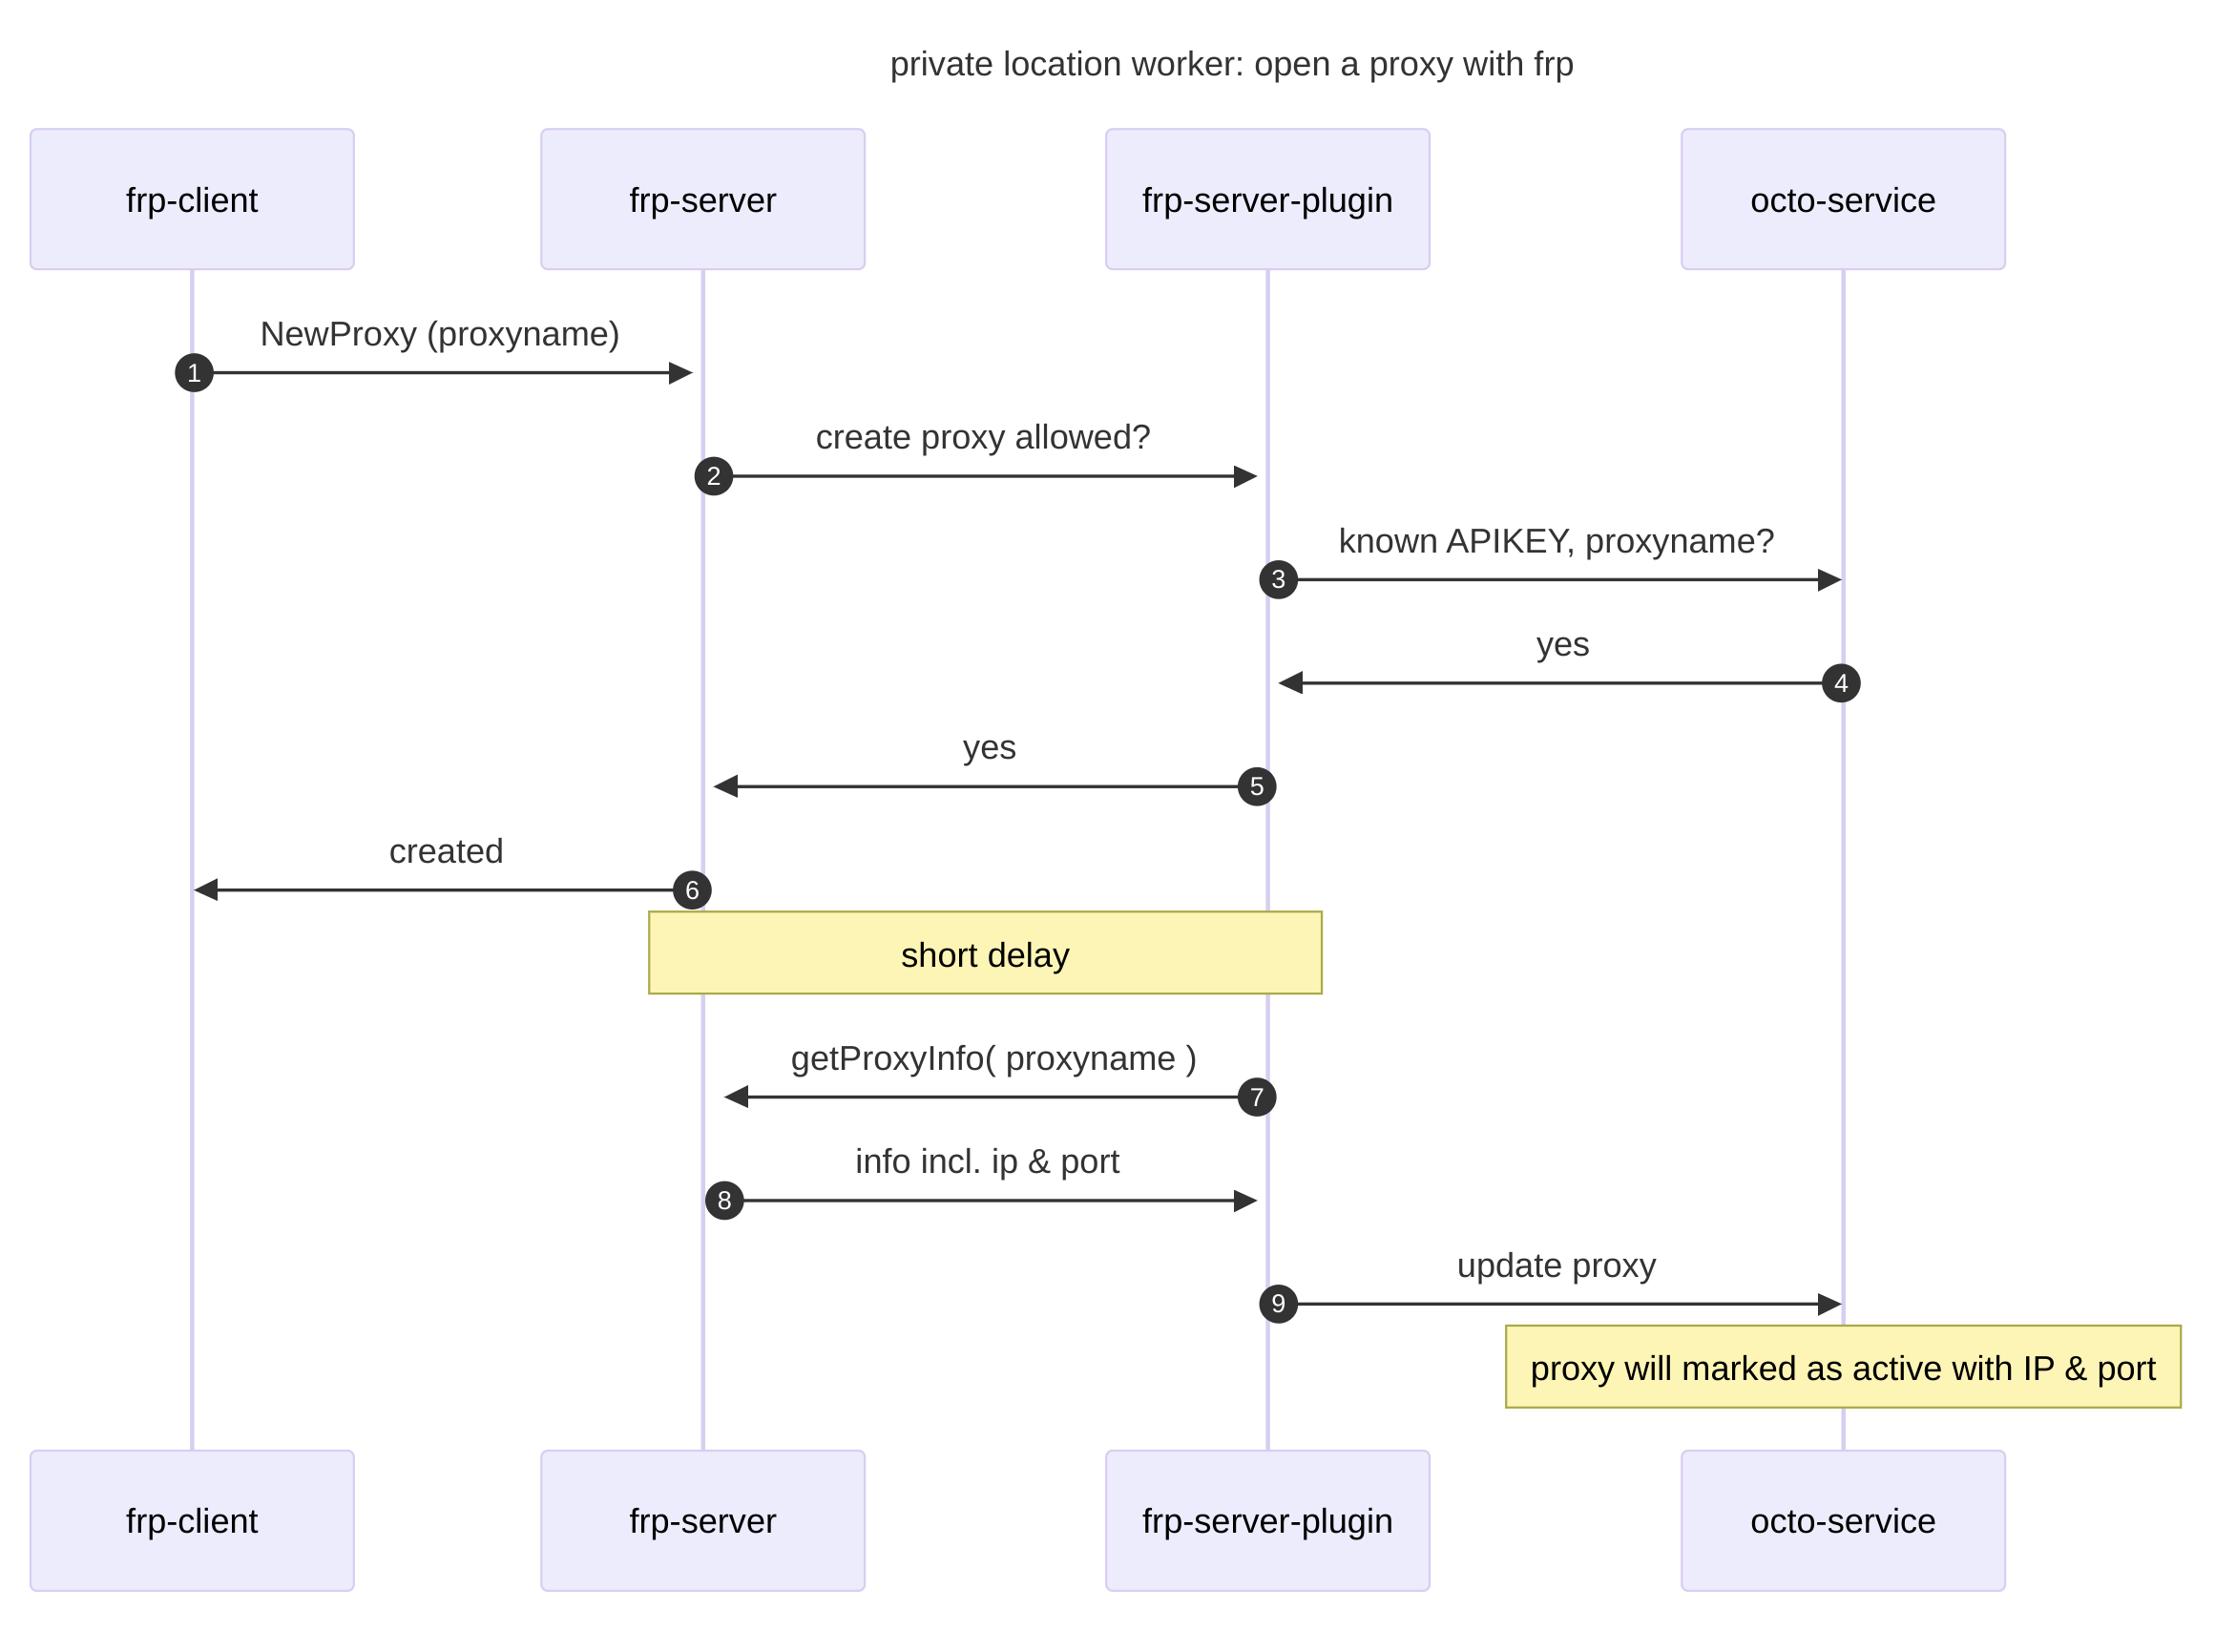 private location worker: open a proxy with frp
frp-client
frp-server
frp-server-plugin
octo-service
NewProxy (proxyname)
1
create proxy allowed?
2
known APIKEY, proxyname?
3
yes
4
yes
5
created
6
short delay
getProxyInfo( proxyname )
7
info incl. ip & port
8
update proxy
9
proxy will marked as active with IP & port
frp-client
frp-server
frp-server-plugin
octo-service